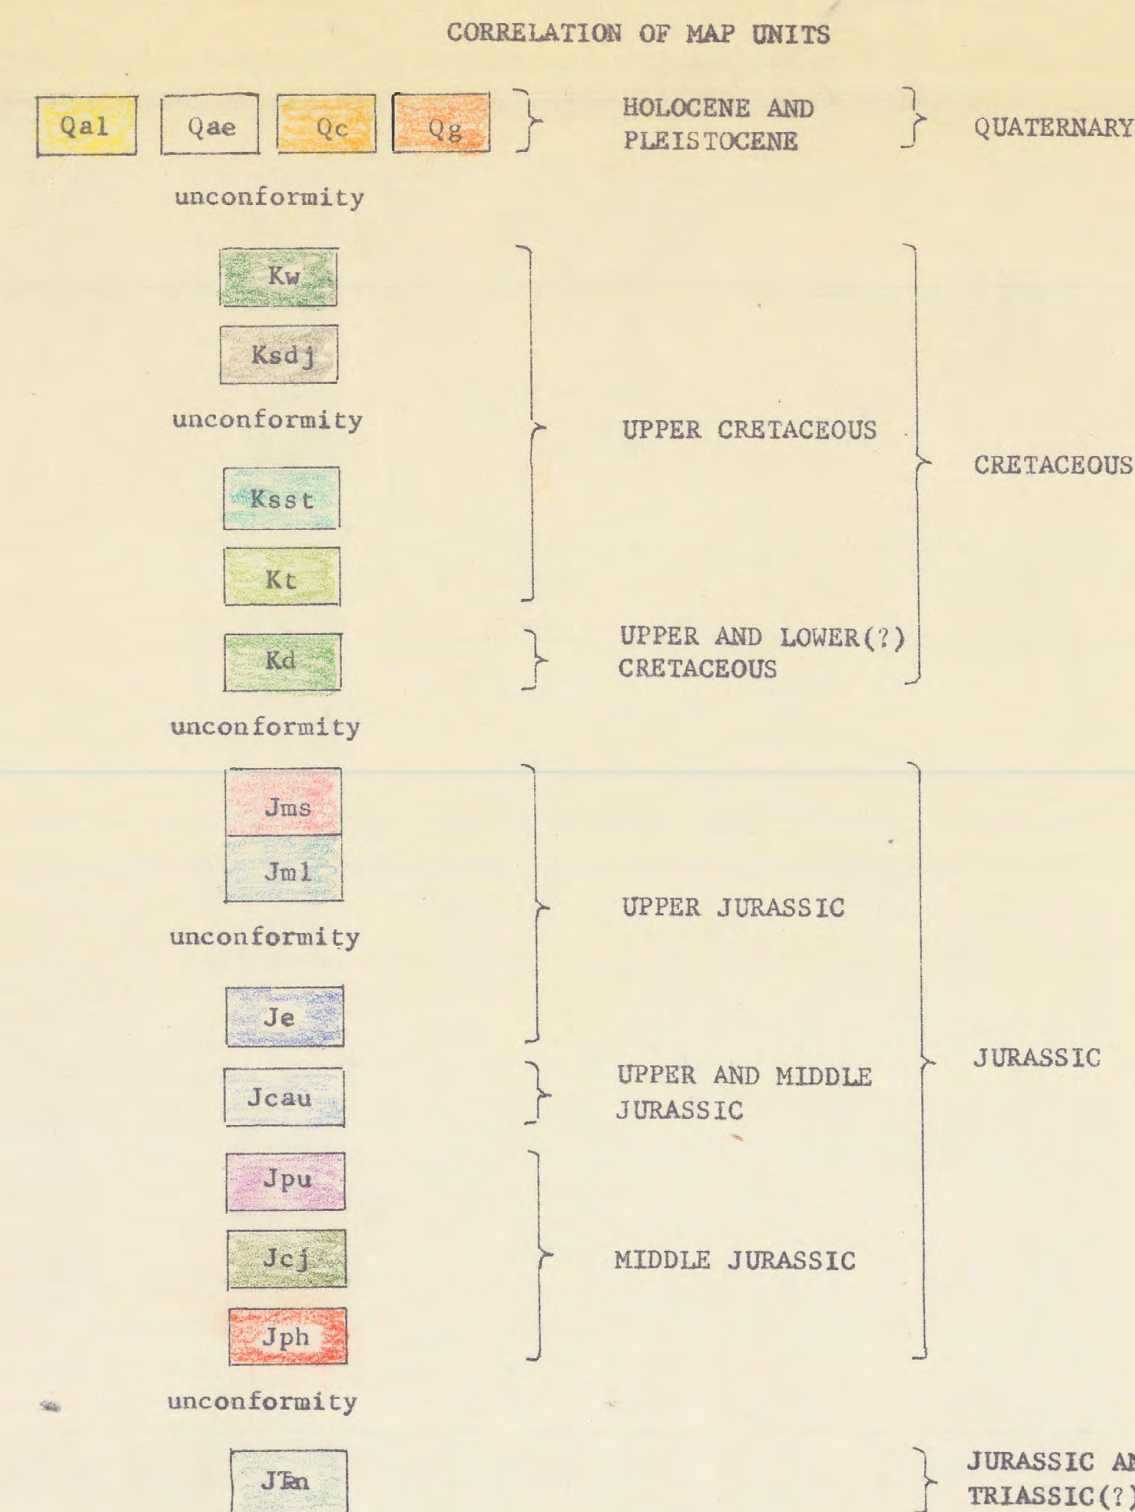 CORRELATION OF MAP UNITS
Qal Qae Qc Qg HOLOCENE AND PLEISTOCENE QUATERNARY
unconformity
Kw
Ksdj
unconformity
UPPER CRETACEOUS
CRETACEOUS
Ksst
Kt
Kd
UPPER AND LOWER(?)
CRETACEOUS
unconformity
Jms
Jml
UPPER JURASSIC
unconformity
Je
JURASSIC
Jcau
UPPER AND MIDDLE
JURASSIC
Jpu
Jcj
MIDDLE JURASSIC
Jph
unconformity
JURASSIC
TRIASSIC(?)